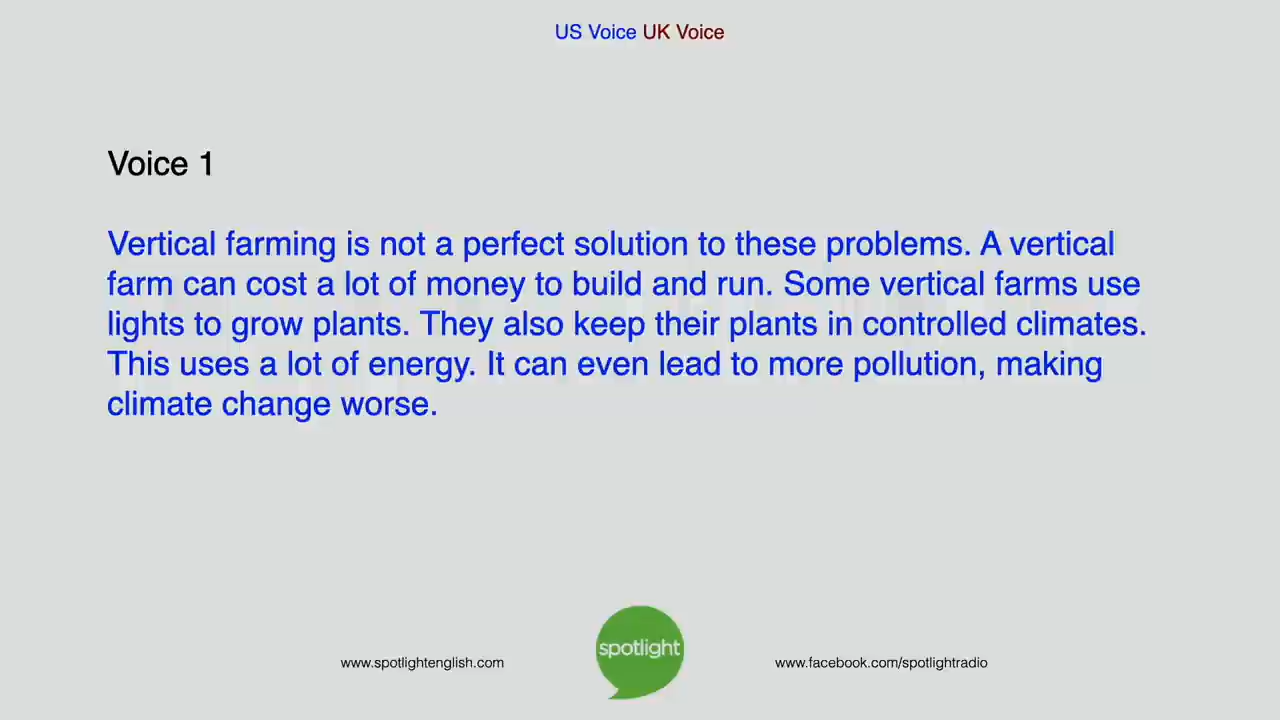 US Voice UK Voice
Voice 1
Vertical farming is not a perfect solution to these problems. A vertical
farm can cost a lot of money to build and run. Some vertical farms use
lights to grow plants. They also keep their plants in controlled climates.
This uses a lot of energy. It can even lead to more pollution, making
climate change worse.
spotlight
www.spotlightenglish.com
www.facebook.com/spotlightradio